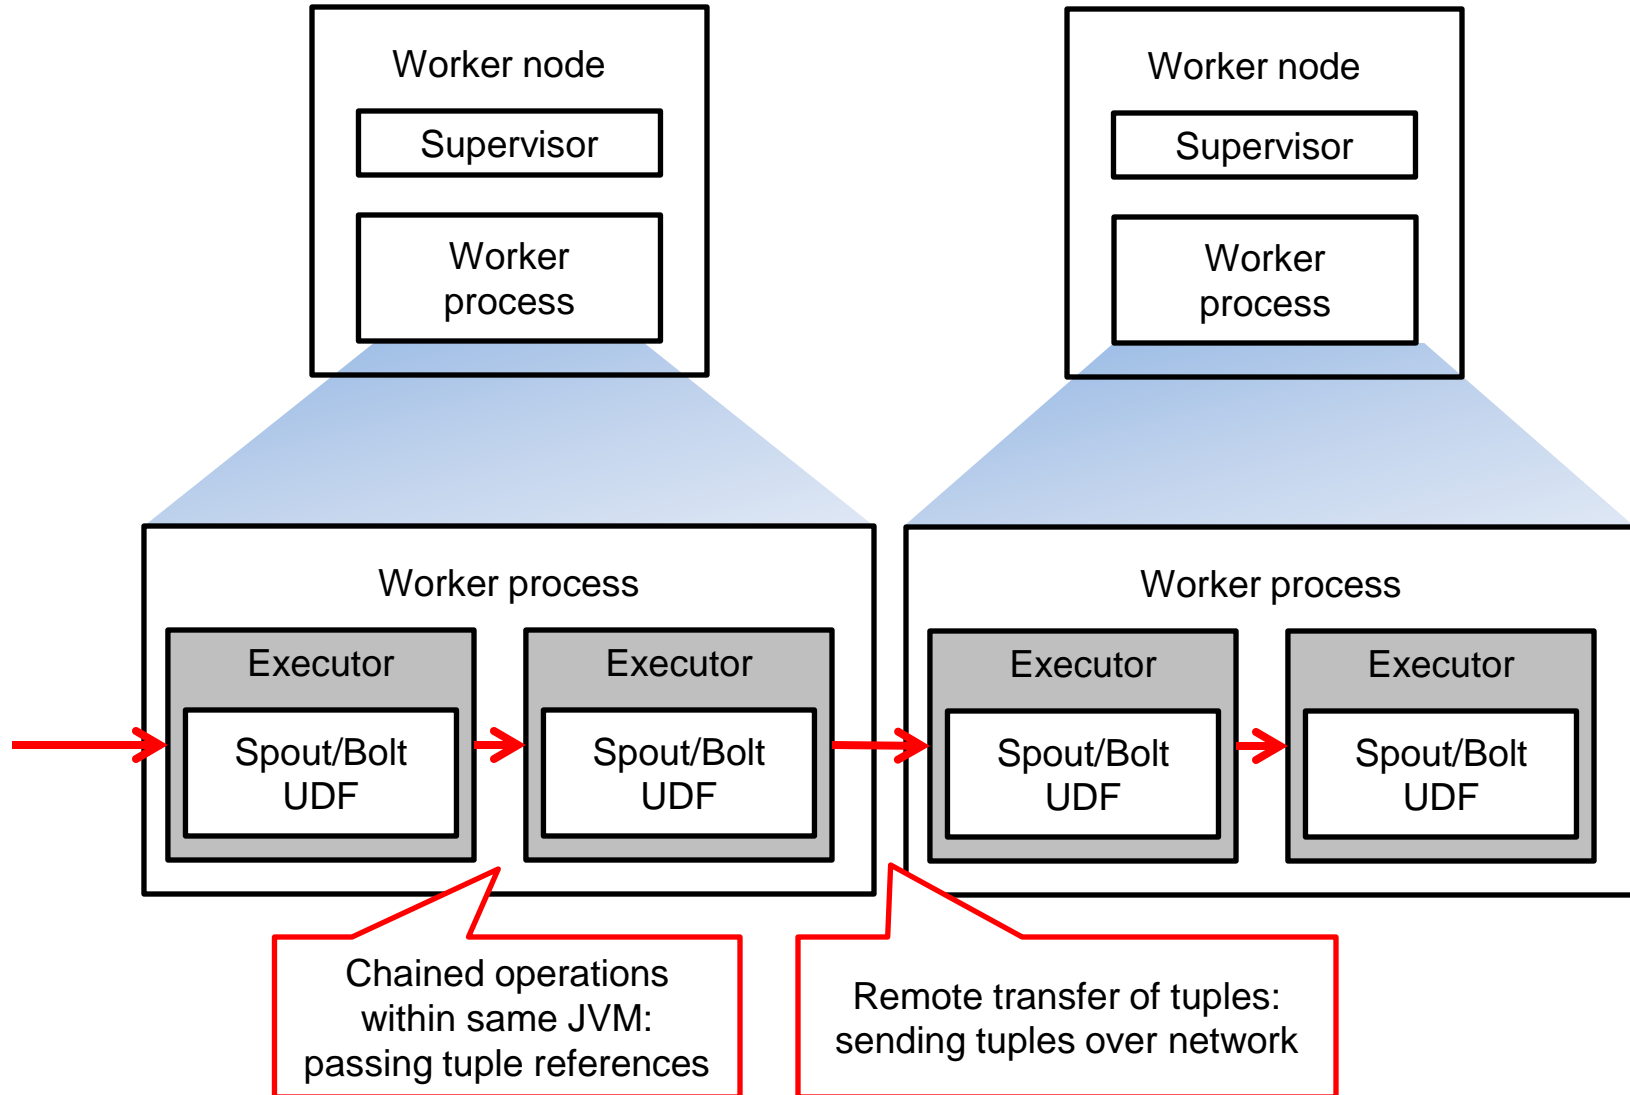 Worker node
Supervisor
Worker
process
Worker node
Supervisor
Worker
process
Worker process
Executor
Spout/Bolt
UDF
Executor
Spout/Bolt
UDF
Worker process
Executor
Spout/Bolt
UDF
Executor
Spout/Bolt
UDF
Chained operations
within same JVM:
passing tuple references
Remote transfer of tuples:
sending tuples over network